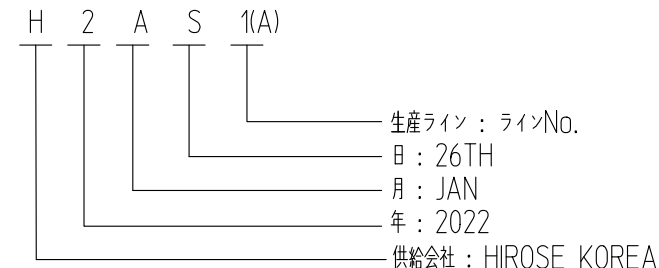 H 2 A S 1(A)
生産ライン : ラインNo.
日 : 26TH
月 : JAN
年 : 2022
供給会社 : HIROSE KOREA